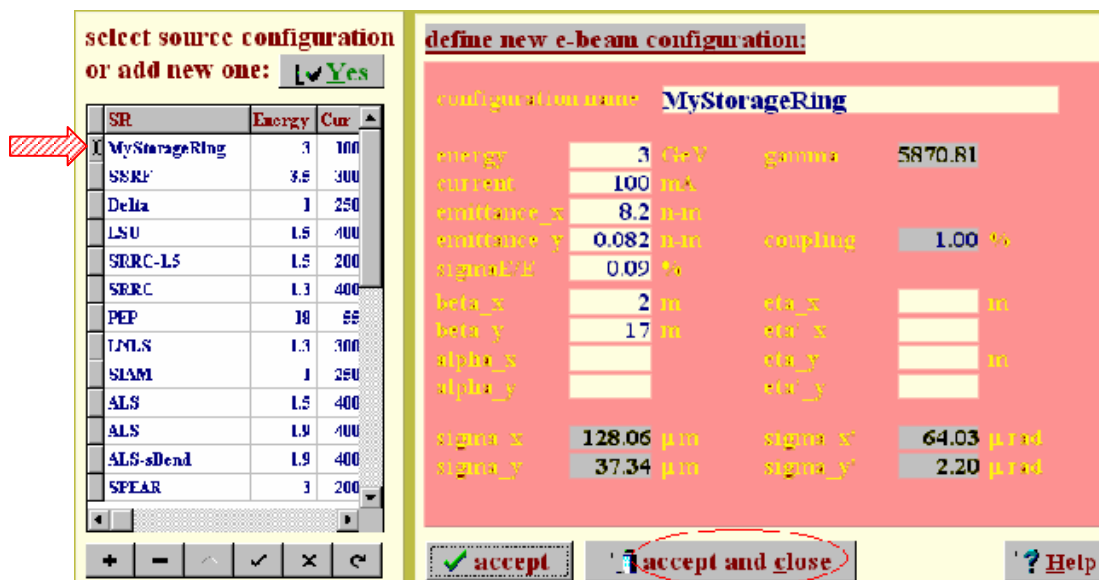 select source configuration
or add new one: Yes
SR Energy Cur
MyStorageRing 3 100
SSRF 3.5 300
Delta 1 250
LSU 1.5 400
SRRC-1.5 1.5 200
SRRC 1.3 400
PEP 18 55
LNLS 1.3 300
SIAM 1 250
ALS 1.5 400
ALS 1.9 400
ALS-sBend 1.9 400
SPEAR 3 200
define new e-beam configuration:
configuration name MyStorageRing
energy 3 GeV gamma 5870.81
current 100 mA
emittance_x 8.2 n-m
emittance_y 0.082 n-m coupling 1.00 %
sigmaE/E 0.09 %
beta_x 2 m eta_x m
beta_y 17 m eta'_x
alpha_x eta_y m
alpha_y eta'_y
sigma_x 128.06 µm sigma_x' 64.03 µrad
sigma_y 37.34 µm sigma_y' 2.20 µrad
accept accept and close ? Help